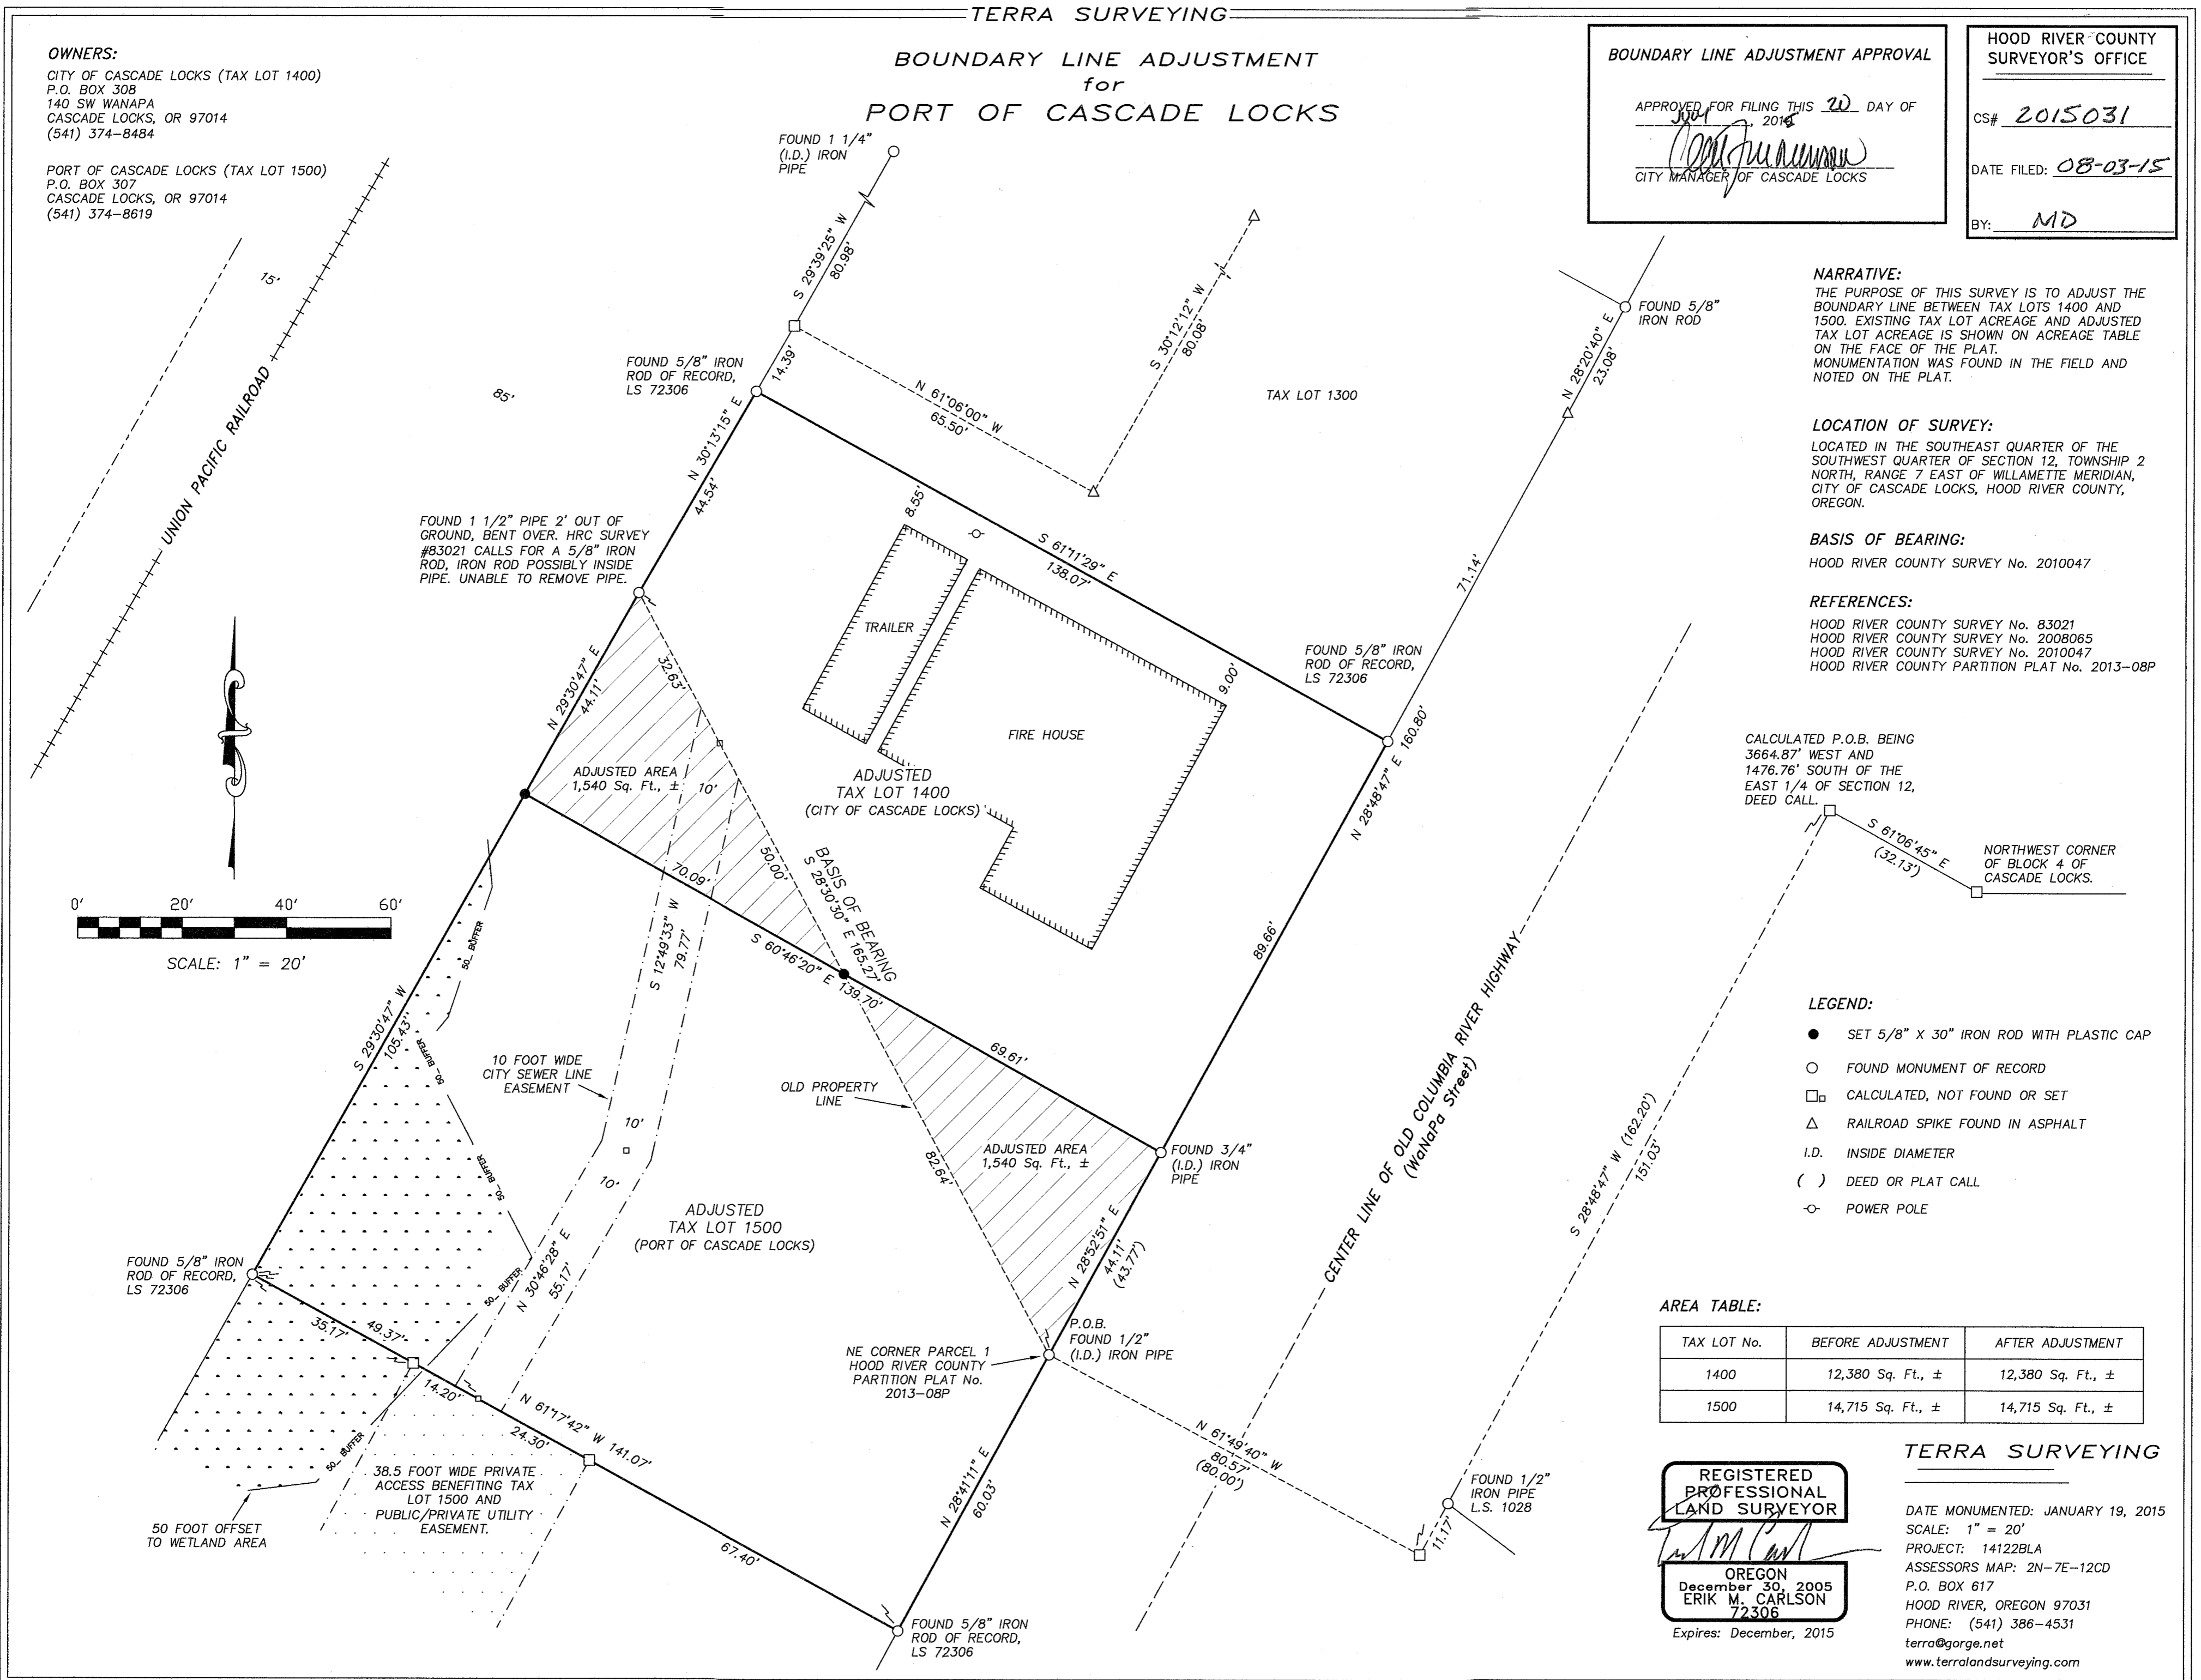 TERRA SURVEYING
BOUNDARY LINE ADJUSTMENT
for
PORT OF CASCADE LOCKS
OWNERS:
CITY OF CASCADE LOCKS (TAX LOT 1400)
P.O. BOX 308
140 SW WANAPA
CASCADE LOCKS, OR 97014
(541) 374-8484
PORT OF CASCADE LOCKS (TAX LOT 1500)
P.O. BOX 307
CASCADE LOCKS, OR 97014
(541) 374-8619
BOUNDARY LINE ADJUSTMENT APPROVAL
APPROVED FOR FILING THIS 20 DAY OF
July, 2015
CITY MANAGER OF CASCADE LOCKS
HOOD RIVER COUNTY
SURVEYOR'S OFFICE
CS# 2015031
DATE FILED: 08-03-15
BY: MD
NARRATIVE:
THE PURPOSE OF THIS SURVEY IS TO ADJUST THE
BOUNDARY LINE BETWEEN TAX LOTS 1400 AND
1500. EXISTING TAX LOT ACREAGE AND ADJUSTED
TAX LOT ACREAGE IS SHOWN ON ACREAGE TABLE
ON THE FACE OF THE PLAT.
MONUMENTATION WAS FOUND IN THE FIELD AND
NOTED ON THE PLAT.
LOCATION OF SURVEY:
LOCATED IN THE SOUTHEAST QUARTER OF THE
SOUTHWEST QUARTER OF SECTION 12, TOWNSHIP 2
NORTH, RANGE 7 EAST OF WILLAMETTE MERIDIAN,
CITY OF CASCADE LOCKS, HOOD RIVER COUNTY,
OREGON.
BASIS OF BEARING:
HOOD RIVER COUNTY SURVEY No. 2010047
REFERENCES:
HOOD RIVER COUNTY SURVEY No. 83021
HOOD RIVER COUNTY SURVEY No. 2008065
HOOD RIVER COUNTY SURVEY No. 2010047
HOOD RIVER COUNTY PARTITION PLAT No. 2013-08P
FOUND 1 1/4"
(I.D.) IRON
PIPE
S 29°39'25" W
80.98'
S 30°12'12" W
80.08'
15'
85'
UNION PACIFIC RAILROAD
FOUND 5/8" IRON
ROD OF RECORD,
LS 72306
14.39'
N 61°06'00" W
65.50'
TAX LOT 1300
FOUND 5/8"
IRON ROD
N 28°20'40" E
23.08'
71.14'
N 30°13'15" E
44.54'
FOUND 1 1/2" PIPE 2' OUT OF
GROUND, BENT OVER. HRC SURVEY
#83021 CALLS FOR A 5/8" IRON
ROD, IRON ROD POSSIBLY INSIDE
PIPE. UNABLE TO REMOVE PIPE.
8.55'
S 61°11'29" E
138.07'
TRAILER
FIRE HOUSE
9.00'
FOUND 5/8" IRON
ROD OF RECORD,
LS 72306
160.80'
N 28°48'47" E
N 29°30'47" E
44.11'
32.63'
ADJUSTED AREA
1,540 Sq. Ft., ±
10'
ADJUSTED
TAX LOT 1400
(CITY OF CASCADE LOCKS)
CALCULATED P.O.B. BEING
3664.87' WEST AND
1476.76' SOUTH OF THE
EAST 1/4 OF SECTION 12,
DEED CALL.
S 61°06'45" E
(32.13')
NORTHWEST CORNER
OF BLOCK 4 OF
CASCADE LOCKS.
0' 20' 40' 60'
SCALE: 1" = 20'
50.00'
BASIS OF BEARING
S 28°30'30" E 165.27'
70.09'
S 60°46'20" E 139.70'
S 12°49'33" W
79.77'
89.66'
50_ BUFFER
50_ BUFFER
50_ BUFFER
50_ BUFFER
50_ BUFFER
S 29°30'47" W
105.43'
10 FOOT WIDE
CITY SEWER LINE
EASEMENT
10'
10'
OLD PROPERTY
LINE
69.61'
82.64'
ADJUSTED AREA
1,540 Sq. Ft., ±
FOUND 3/4"
(I.D.) IRON
PIPE
CENTER LINE OF OLD COLUMBIA RIVER HIGHWAY
(WaNaPa Street)
S 28°48'47" W (162.20')
151.03'
LEGEND:
SET 5/8" X 30" IRON ROD WITH PLASTIC CAP
FOUND MONUMENT OF RECORD
CALCULATED, NOT FOUND OR SET
RAILROAD SPIKE FOUND IN ASPHALT
I.D. INSIDE DIAMETER
( ) DEED OR PLAT CALL
POWER POLE
ADJUSTED
TAX LOT 1500
(PORT OF CASCADE LOCKS)
N 28°52'51" E
44.11'
(43.77')
FOUND 5/8" IRON
ROD OF RECORD,
LS 72306
N 30°46'28" E
55.17'
35.17'
49.37'
14.20'
N 61°17'42" W 141.07'
24.30'
67.40'
P.O.B.
FOUND 1/2"
(I.D.) IRON PIPE
NE CORNER PARCEL 1
HOOD RIVER COUNTY
PARTITION PLAT No.
2013-08P
N 28°41'11" E
60.03'
N 61°49'40" W
80.57'
(80.00')
FOUND 1/2"
IRON PIPE
L.S. 1028
11.17'
50 FOOT OFFSET
TO WETLAND AREA
38.5 FOOT WIDE PRIVATE
ACCESS BENEFITING TAX
LOT 1500 AND
PUBLIC/PRIVATE UTILITY
EASEMENT.
FOUND 5/8" IRON
ROD OF RECORD,
LS 72306
AREA TABLE:
TAX LOT No. BEFORE ADJUSTMENT AFTER ADJUSTMENT
1400 12,380 Sq. Ft., ± 12,380 Sq. Ft., ±
1500 14,715 Sq. Ft., ± 14,715 Sq. Ft., ±
REGISTERED
PROFESSIONAL
LAND SURVEYOR
OREGON
December 30, 2005
ERIK M. CARLSON
72306
Expires: December, 2015
TERRA SURVEYING
DATE MONUMENTED: JANUARY 19, 2015
SCALE: 1" = 20'
PROJECT: 14122BLA
ASSESSORS MAP: 2N-7E-12CD
P.O. BOX 617
HOOD RIVER, OREGON 97031
PHONE: (541) 386-4531
terra@gorge.net
www.terralandsurveying.com